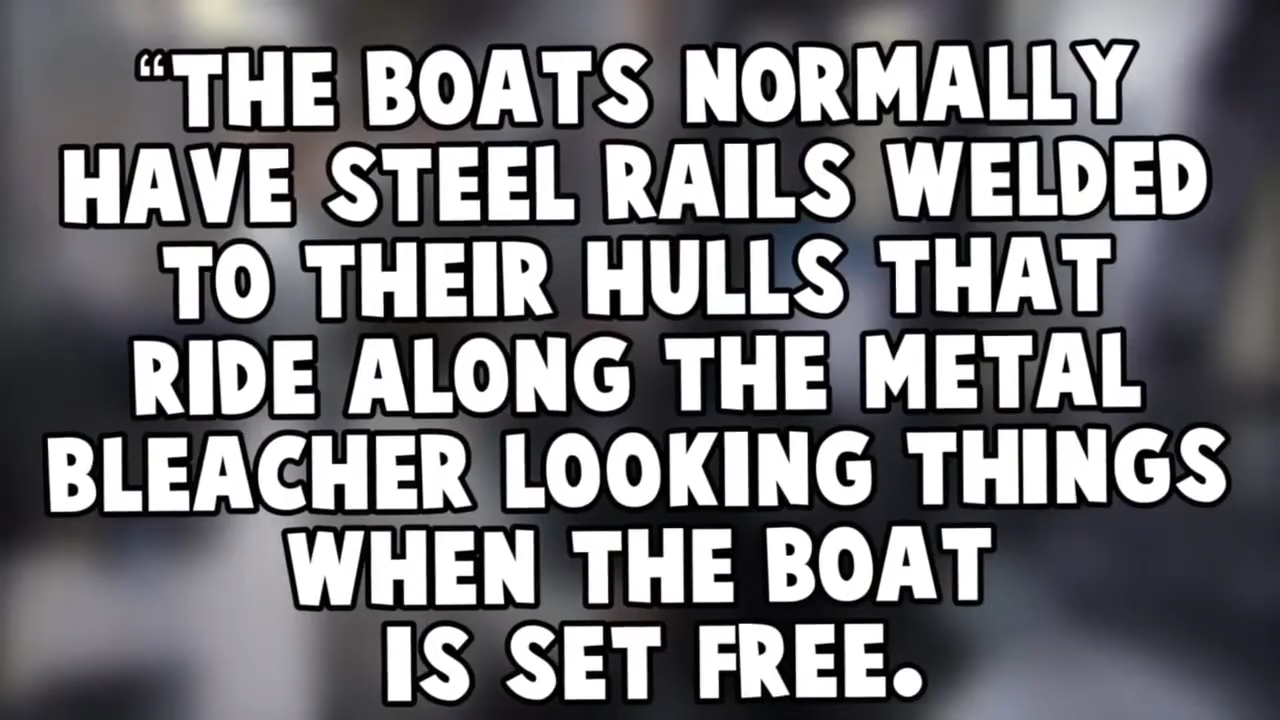 “THE BOATS NORMALLY
HAVE STEEL RAILS WELDED
TO THEIR HULLS THAT
RIDE ALONG THE METAL
BLEACHER LOOKING THINGS
WHEN THE BOAT
IS SET FREE.